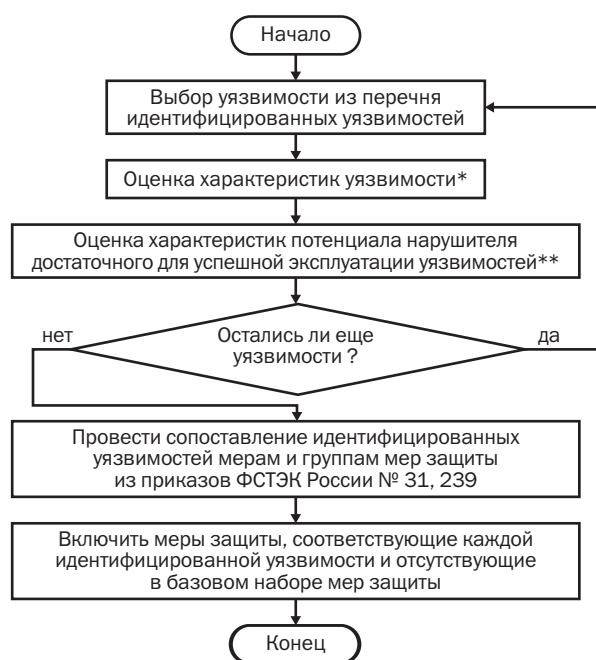 Начало
Выбор уязвимости из перечня
идентифицированных уязвимостей
Оценка характеристик уязвимости*
Оценка характеристик потенциала нарушителя
достаточного для успешной эксплуатации уязвимостей**
нет
Остались ли еще
уязвимости ?
да
Провести сопоставление идентифицированных
уязвимостей мерам и группам мер защиты
из приказов ФСТЭК России № 31, 239
Включить меры защиты, соответствующие каждой
идентифицированной уязвимости и отсутствующие
в базовом наборе мер защиты
Конец